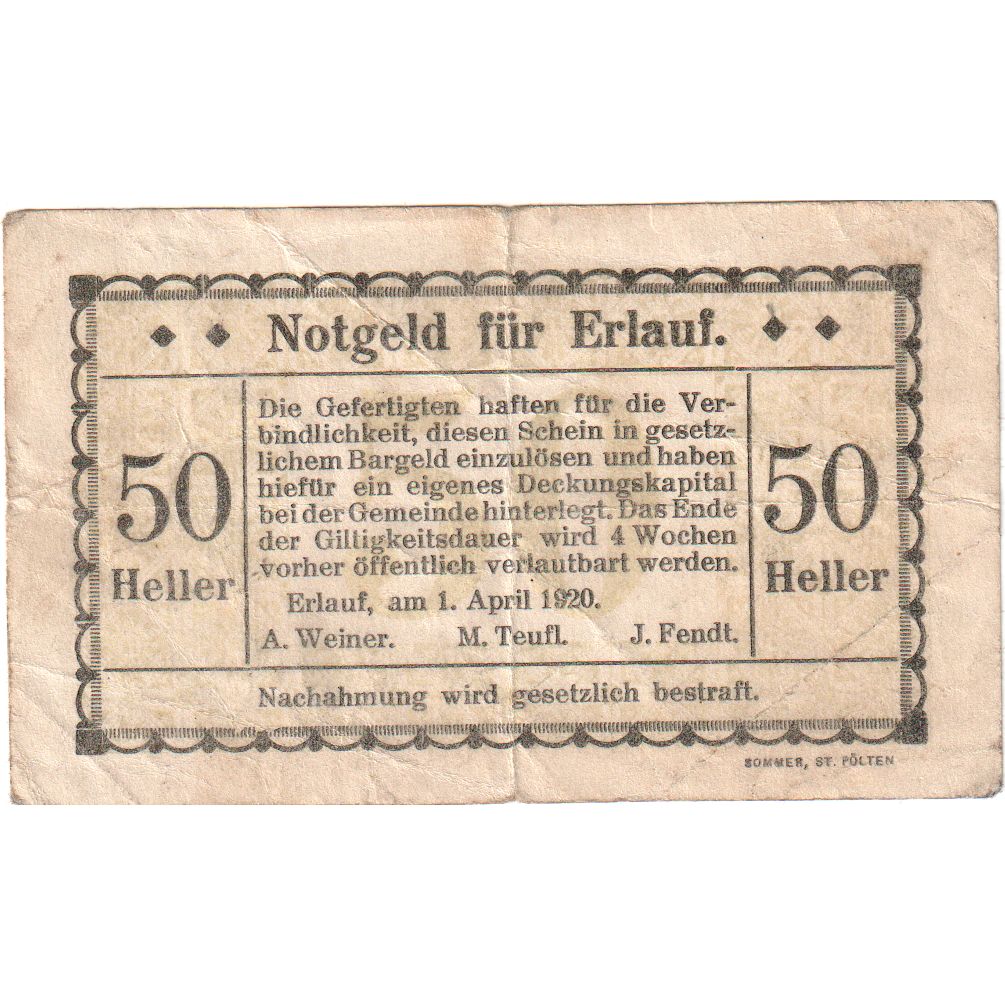 Notgeld für Erlauf.
50
Heller
Die Gefertigten haften für die Ver-
bindlichkeit, diesen Schein in gesetz-
lichem Bargeld einzulösen und haben
hiefür ein eigenes Deckungskapital
bei der Gemeinde hinterlegt. Das Ende
der Giltigkeitsdauer wird 4 Wochen
vorher öffentlich verlautbart werden.
Erlauf, am 1. April 1920.
A. Weiner. M. Teufl. J. Fendt.
50
Heller
Nachahmung wird gesetzlich bestraft.
SOMMER, ST. PÖLTEN